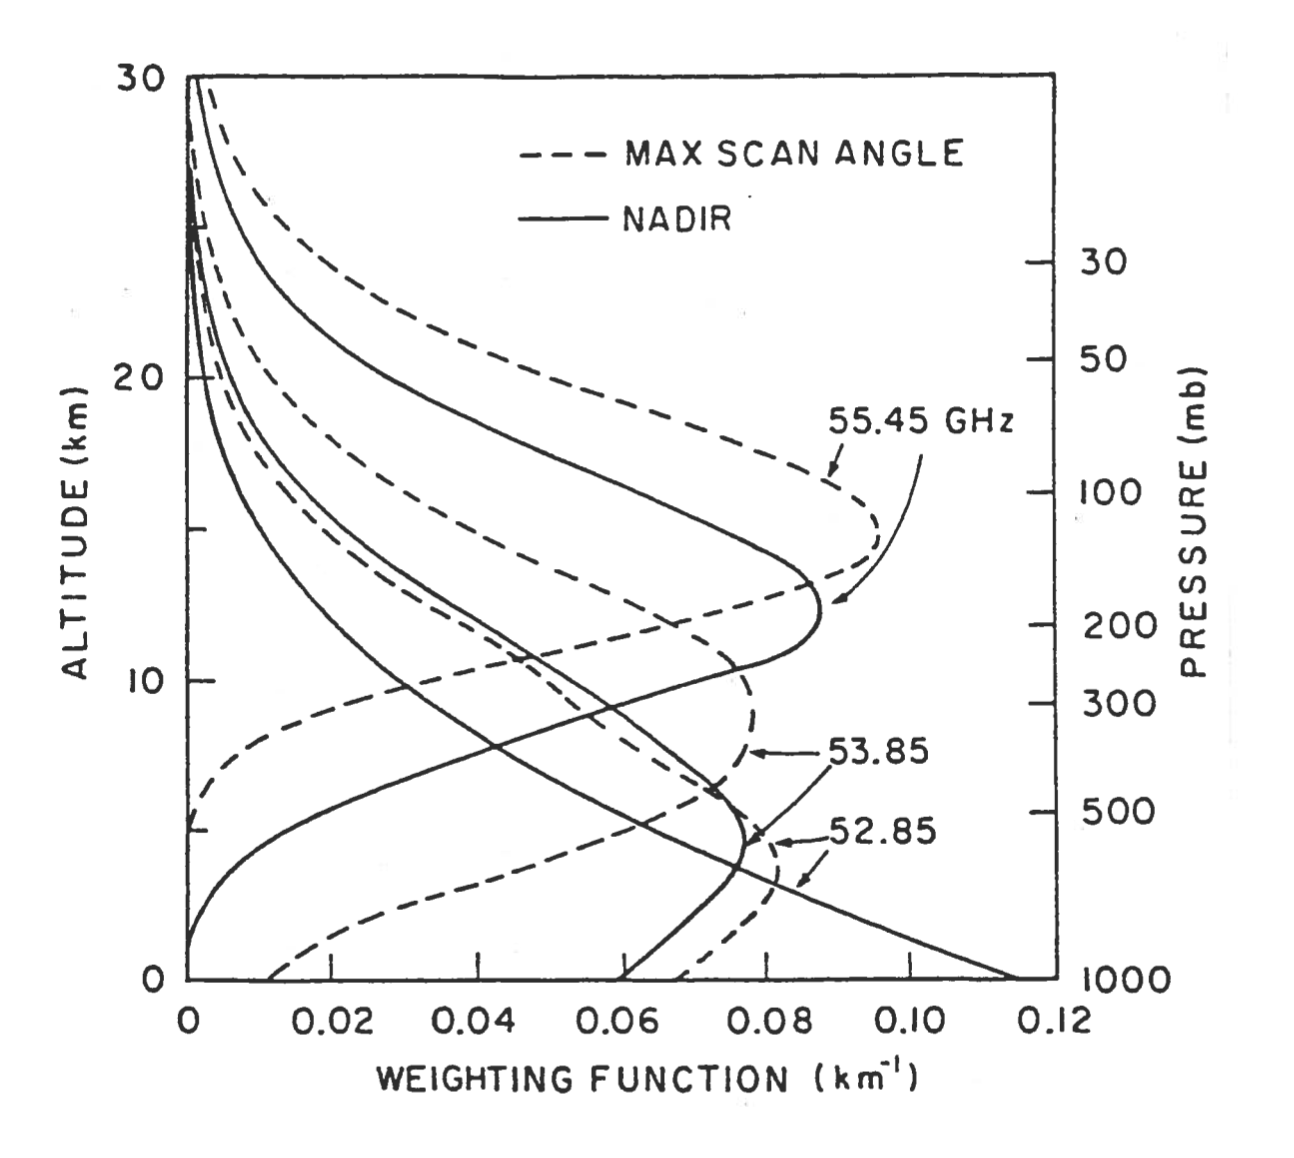 30
20
10
0
ALTITUDE (km)
--- MAX SCAN ANGLE
— NADIR
55.45 GHz
53.85
52.85
30
50
100
200
300
500
1000
PRESSURE (mb)
0 0.02 0.04 0.06 0.08 0.10 0.12
WEIGHTING FUNCTION (km⁻¹)